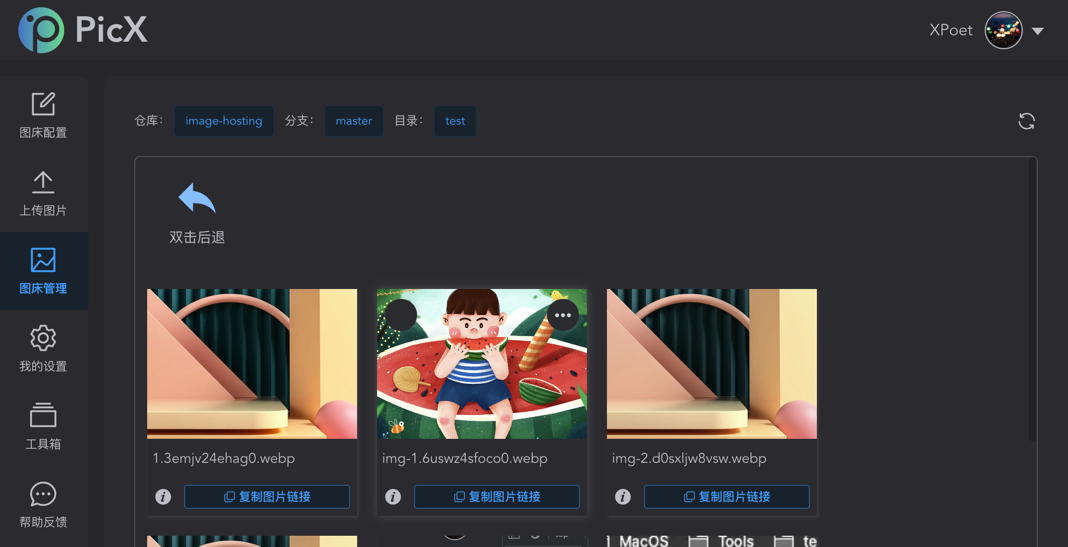 PicX
XPoet
图床配置
上传图片
图床管理
我的设置
工具箱
帮助反馈
仓库： image-hosting 分支： master 目录： test
双击后退
1.3emjv24ehag0.webp
img-1.6uswz4sfoco0.webp
img-2.d0sxljw8vsw.webp
复制图片链接
复制图片链接
复制图片链接
MacOS Tools te